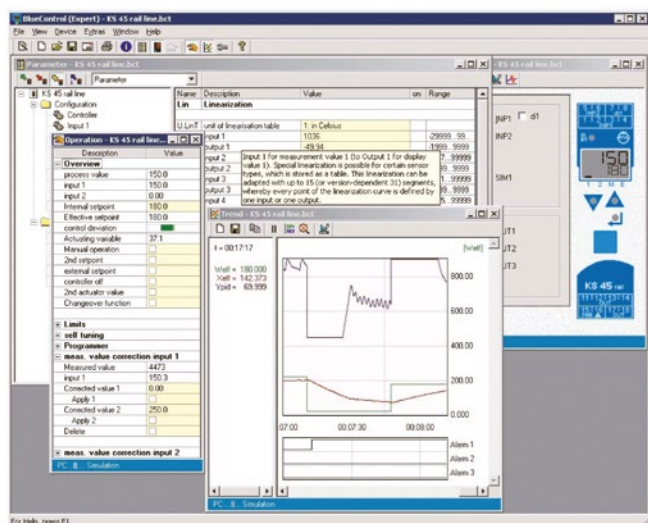 BlueControl (Expert) - KS 45 rail line.bct
File View Device Extras Window Help
Parameter - KS 45 rail line.bct
Parameter
KS 45 rail line
Configuration
Controller
Input 1
Name Description Value on Range
Lin Linearization
U.LinT unit of linearisation table 1: in Celsius
input 1 1036 -29999...99
output 1 -49.94 -1999...9999
input 2
output 2
input 3
output 3
input 4
Input 1 for measurement value 1 (to Output 1 for display
value 1). Special linearization is possible for certain sensor
types, which is stored as a table. This linearization can be
adapted with up to 15 (or version-dependent 31) segments,
whereby every point of the linearization-curve is defined by
one input or one output.
Operation - KS 45 rail line...
Description Value
Overview
process value 150.0
input 1 150.0
input 2 0.00
Internal setpoint 180.0
Effective setpoint 180.0
control deviation
Actuating variable 37.1
Manual operation
2nd setpoint
external setpoint
controller off
2nd actuator value
Changeover function
Limits
self tuning
Programmer
meas. value correction input 1
Measured value 4473
input 1 150.3
Corrected value 1 0.00
Apply 1
Corrected value 2 250.0
Apply 2
Delete
meas. value correction input 2
PC Simulation
Trend - KS 45 rail line.bct
t = 00:17:17
Weff = 180.000
Xeff = 142.373
Ypid = 69.999
[Weff]
800.00
600.00
400.00
200.00
0.000
:07:00 00:07:30 00:08:00
Alarm 1
Alarm 2
Alarm 3
PC Simulation
INP1 di1
INP2
SIM1
OUT1
OUT2
OUT3
150
180
1 2 M E
KS 45 rail
11 12 13 14
For Help, press F1